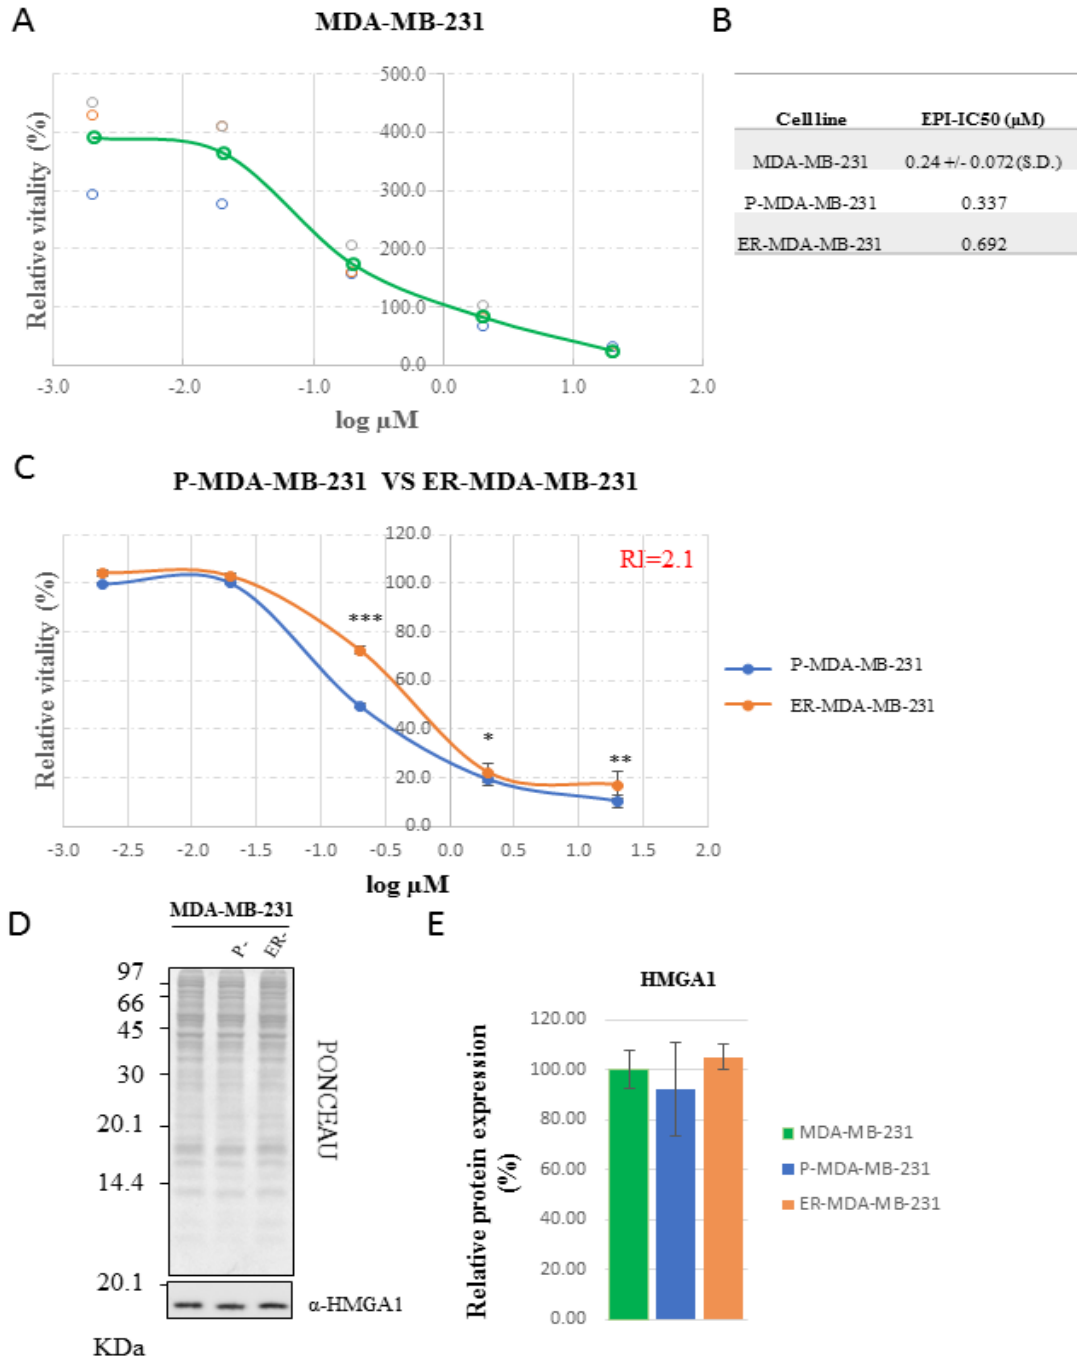 A
MDA-MB-231
Relative vitality (%)
500.0
400.0
300.0
200.0
100.0
0.0
-3.0 -2.0 -1.0 0.0 1.0 2.0
log µM
B
Cell line EPI-IC50 (µM)
MDA-MB-231 0.24 +/- 0.072 (S.D.)
P-MDA-MB-231 0.337
ER-MDA-MB-231 0.692
C
P-MDA-MB-231 VS ER-MDA-MB-231
Relative vitality (%)
120.0
100.0
80.0
60.0
40.0
20.0
0.0
RI=2.1
***
*
**
-3.0 -2.5 -2.0 -1.5 -1.0 -0.5 0.0 0.5 1.0 1.5 2.0
log µM
P-MDA-MB-231
ER-MDA-MB-231
D
MDA-MB-231
P- ER-
97
66
45
30
20.1
14.4
20.1
KDa
PONCEAU
α-HMGA1
E
HMGA1
Relative protein expression
(%)
120.00
100.00
80.00
60.00
40.00
20.00
0.00
MDA-MB-231
P-MDA-MB-231
ER-MDA-MB-231